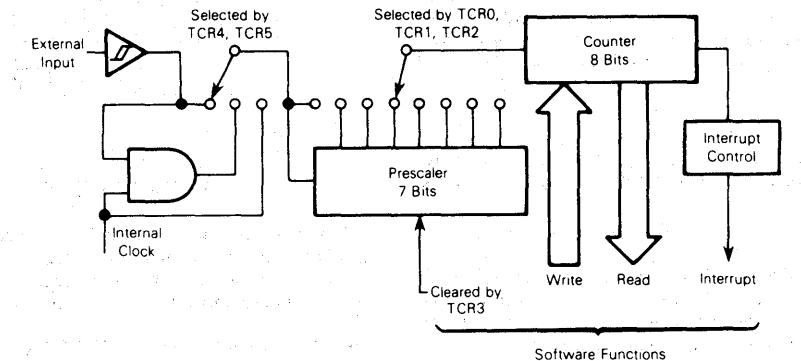 External
Input
Selected by
TCR4, TCR5
Selected by TCR0,
TCR1, TCR2
Counter
8 Bits
Interrupt
Control
Prescaler
7 Bits
Internal
Clock
Cleared by
TCR3
Write
Read
Interrupt
Software Functions